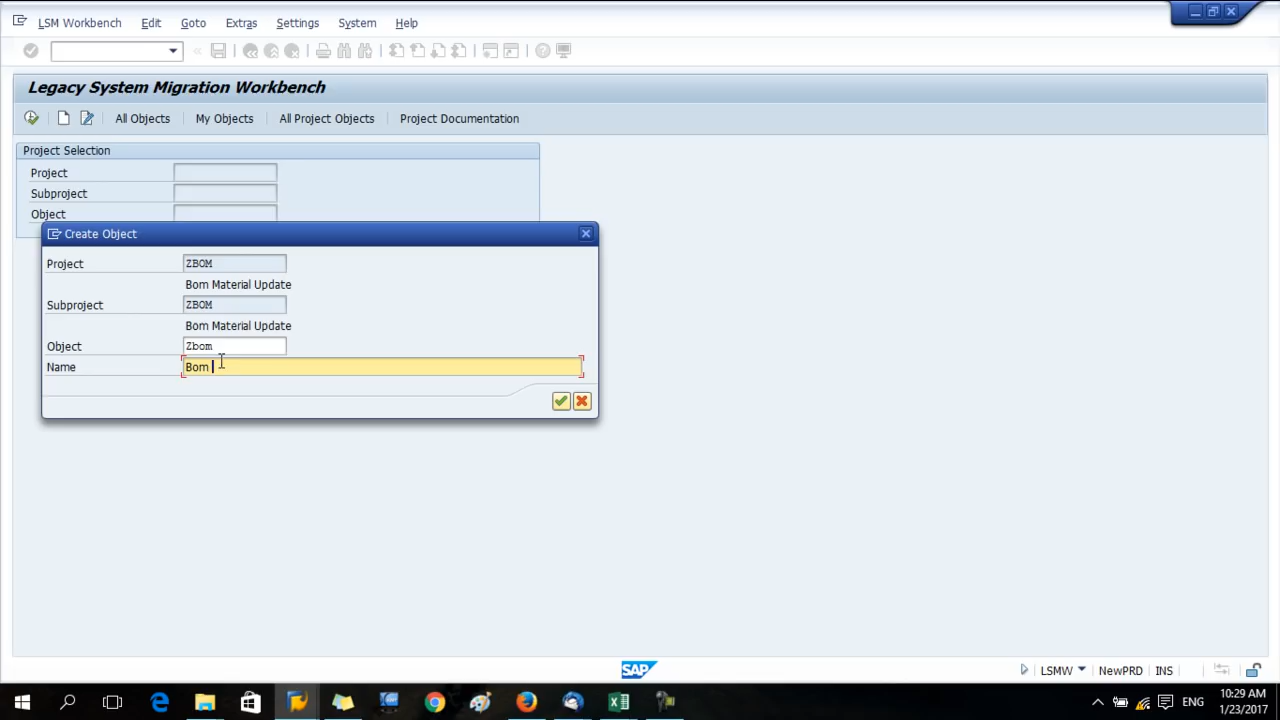 LSM Workbench Edit Goto Extras Settings System Help
Legacy System Migration Workbench
All Objects My Objects All Project Objects Project Documentation
Project Selection
Project
Subproject
Object
Create Object
Project ZBOM
Bom Material Update
Subproject ZBOM
Bom Material Update
Object Zbom
Name Bom
SAP LSMW NewPRD INS
ENG 10:29 AM
1/23/2017